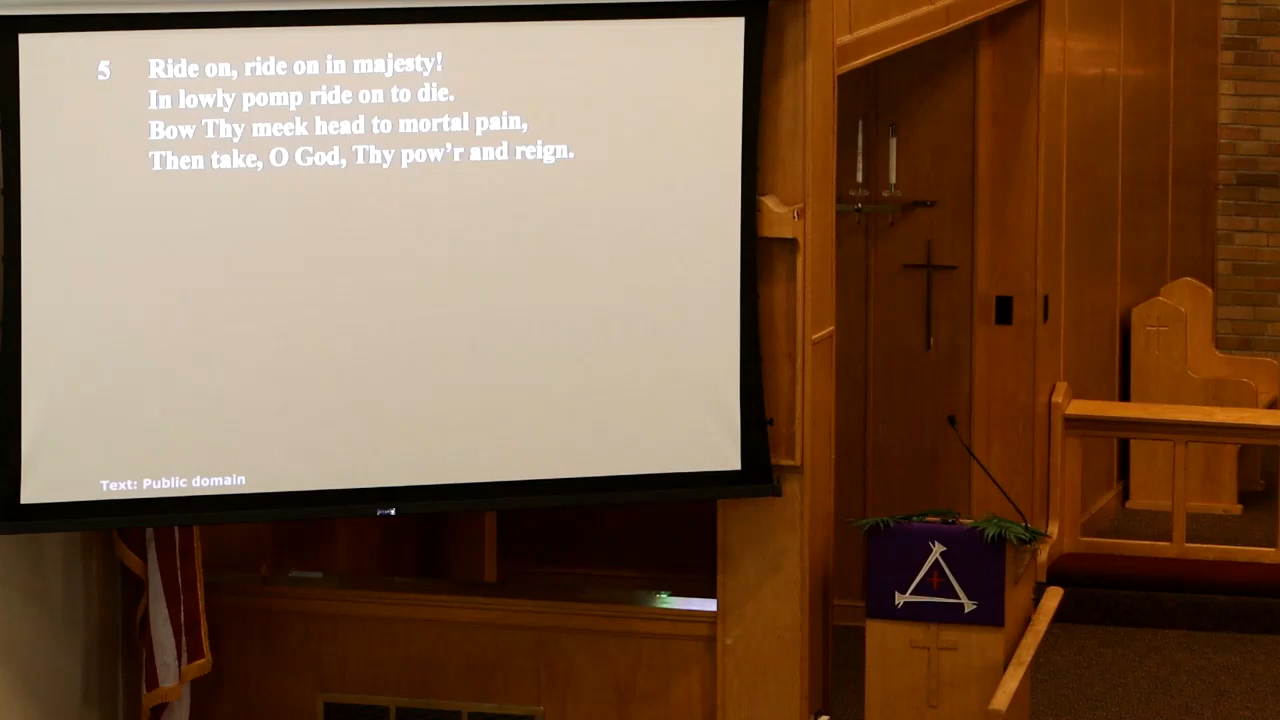 5 Ride on, ride on in majesty!
In lowly pomp ride on to die.
Bow Thy meek head to mortal pain,
Then take, O God, Thy pow'r and reign.
Text: Public domain